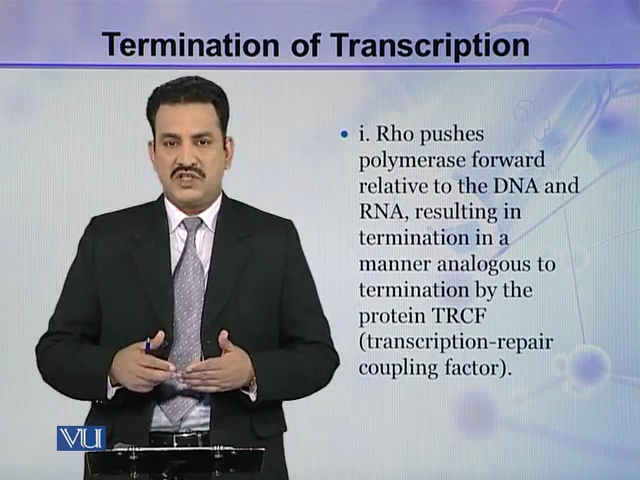 Termination of Transcription
• i. Rho pushes
polymerase forward
relative to the DNA and
RNA, resulting in
termination in a
manner analogous to
termination by the
protein TRCF
(transcription-repair
coupling factor).
VU